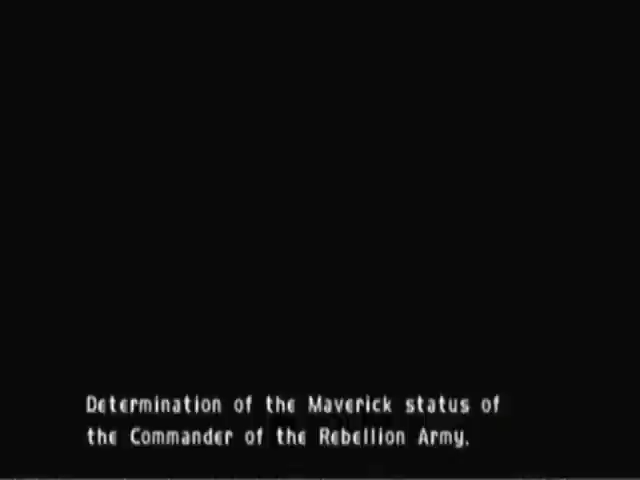 Determination of the Maverick status of
the Commander of the Rebellion Army.